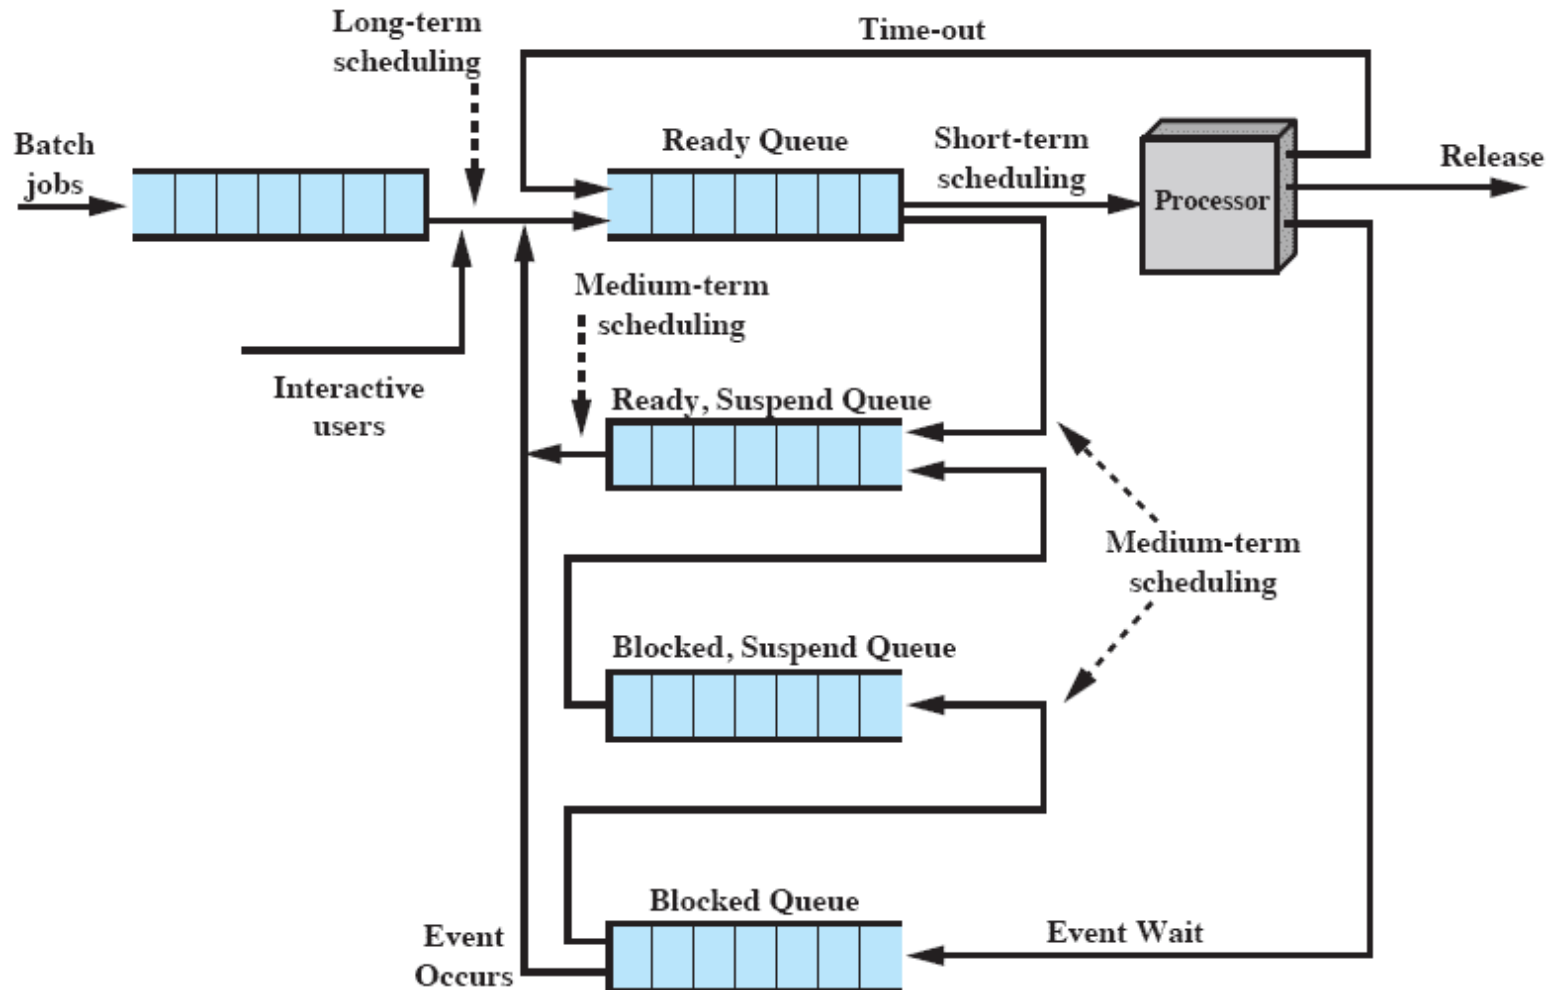 Long-term
scheduling
Time-out
Batch
jobs
Ready Queue
Short-term
scheduling
Processor
Release
Medium-term
scheduling
Interactive
users
Ready, Suspend Queue
Medium-term
scheduling
Blocked, Suspend Queue
Blocked Queue
Event
Occurs
Event Wait